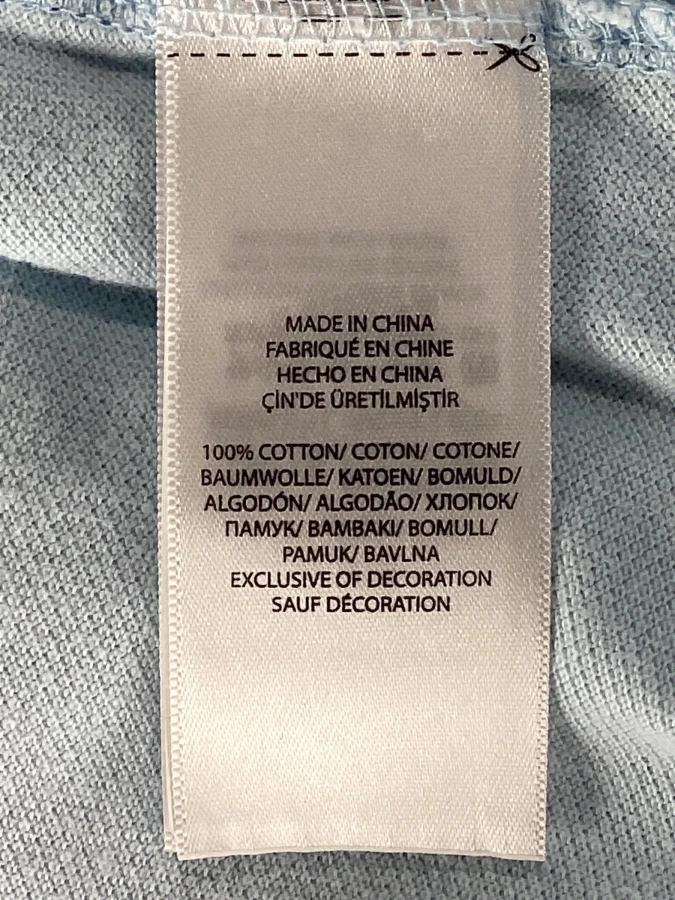 MADE IN CHINA
FABRIQUÉ EN CHINE
HECHO EN CHINA
ÇİN'DE ÜRETİLMİŞTİR
100% COTTON/ COTON/ COTONE/
BAUMWOLLE/ KATOEN/ BOMULD/
ALGODÓN/ ALGODÃO/ ХЛОПОК/
ПАМУК/ BAMBAKI/ BOMULL/
PAMUK/ BAVLNA
EXCLUSIVE OF DECORATION
SAUF DÉCORATION